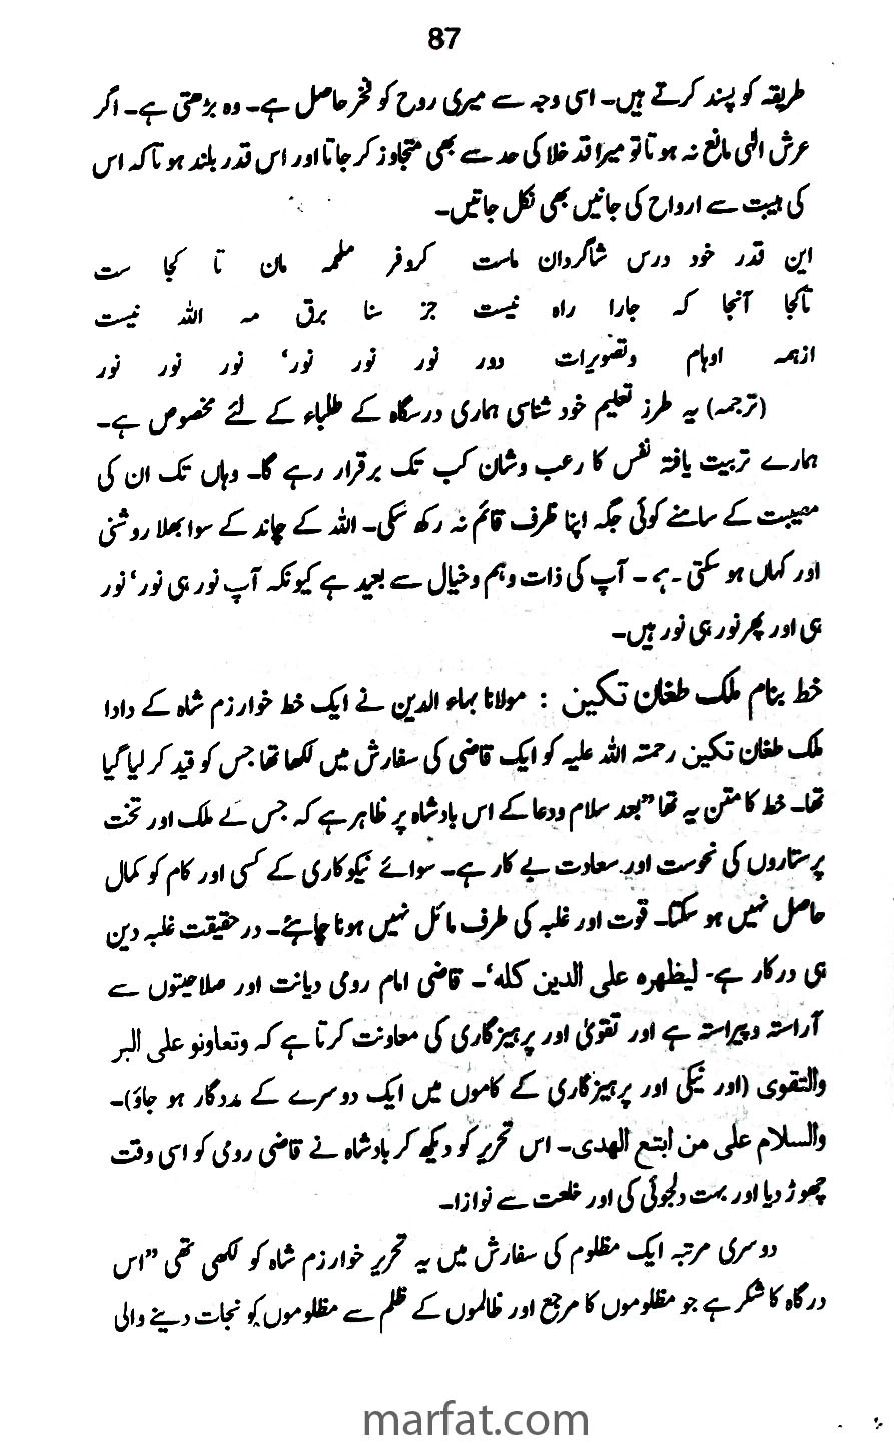 87
طریقہ کو پسند کرتے ہیں۔ اسی وجہ سے میری روح کو فخر حاصل ہے۔ وہ بڑھتی ہے۔ اگر
عرش الٰہی مانع نہ ہوتا تو میرا قد خلا کی حد سے بھی متجاوز کر جاتا اور اس قدر بلند ہوتا کہ اس
کی ہیبت سے ارواح کی جانیں بھی نکل جاتیں۔
این قدر خود درس شاگردان ماست کروفر ملحمہ مان تا کجا ست
تاکجا آنجا کہ جارا راہ نیست جز سنا برق مہ اللہ نیست
ازہمہ اوہام وتصویرات دور نور نور نور‘ نور نور نور
(ترجمہ) یہ طرز تعلیم خود شناسی ہماری درسگاہ کے طلباء کے لئے مخصوص ہے۔
ہمارے تربیت یافتہ نفس کا رعب وشان کب تک برقرار رہے گا۔ وہاں تک ان کی
مصیبت کے سامنے کوئی جگہ اپنا ظرف قائم نہ رکھ سکی۔ اللہ کے چاند کے سوا بھلا روشنی
اور کہاں ہو سکتی ہے۔ آپ کی ذات وہم وخیال سے بعید ہے کیونکہ آپ نور ہی نور‘ نور
ہی اور پھر نور ہی نور ہیں۔
خط بنام ملک طغان تکین : مولانا بہاء الدین نے ایک خط خوارزم شاہ کے دادا
ملک طغان تکین رحمتہ اللہ علیہ کو ایک قاضی کی سفارش میں لکھا تھا جس کو قید کر لیا گیا
تھا۔ خط کا متن یہ تھا ”بعد سلام ودعا کے اس بادشاہ پر ظاہر ہے کہ جس کے ملک اور تخت
پرستاروں کی نحوست اور سعادت بے کار ہے۔ سوائے نیکوکاری کے کسی اور کام کو کمال
حاصل نہیں ہو سکتا۔ قوت اور غلبہ کی طرف مائل نہیں ہونا چاہئے۔ درحقیقت غلبہ دین
ہی درکار ہے۔ لیظھرہ علی الدین کلہ‘۔ قاضی امام رومی دیانت اور صلاحیتوں سے
آراستہ وپیراستہ ہے اور تقویٰ اور پرہیزگاری کی معاونت کرتا ہے کہ وتعاونو علی البر
والتقوی (اور نیکی اور پرہیزگاری کے کاموں میں ایک دوسرے کے مددگار ہو جاؤ)۔
والسلام علی من ابتع الھدی۔ اس تحریر کو دیکھ کر بادشاہ نے قاضی رومی کو اسی وقت
چھوڑ دیا اور بہت دلجوئی کی اور خلعت سے نوازا۔
دوسری مرتبہ ایک مظلوم کی سفارش میں یہ تحریر خوارزم شاہ کو لکھی تھی ”اس
درگاہ کا شکر ہے جو مظلوموں کا مرجع اور ظالموں کے ظلم سے مظلوموں کو نجات دینے والی
marfat.com